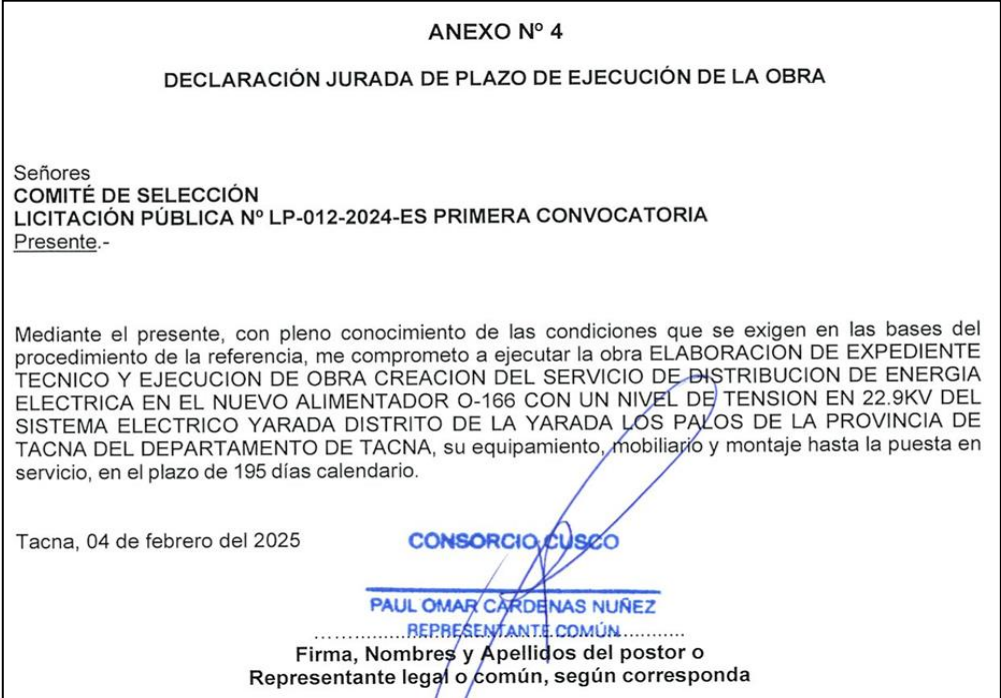 ANEXO Nº 4
DECLARACIÓN JURADA DE PLAZO DE EJECUCIÓN DE LA OBRA
Señores
COMITÉ DE SELECCIÓN
LICITACIÓN PÚBLICA Nº LP-012-2024-ES PRIMERA CONVOCATORIA
Presente.-
Mediante el presente, con pleno conocimiento de las condiciones que se exigen en las bases del
procedimiento de la referencia, me comprometo a ejecutar la obra ELABORACION DE EXPEDIENTE
TECNICO Y EJECUCION DE OBRA CREACION DEL SERVICIO DE DISTRIBUCION DE ENERGIA
ELECTRICA EN EL NUEVO ALIMENTADOR O-166 CON UN NIVEL DE TENSION EN 22.9KV DEL
SISTEMA ELECTRICO YARADA DISTRITO DE LA YARADA LOS PALOS DE LA PROVINCIA DE
TACNA DEL DEPARTAMENTO DE TACNA, su equipamiento, mobiliario y montaje hasta la puesta en
servicio, en el plazo de 195 días calendario.
Tacna, 04 de febrero del 2025
CONSORCIO CUSCO
PAUL OMAR CARDENAS NUÑEZ
REPRESENTANTE COMÚN
Firma, Nombres y Apellidos del postor o
Representante legal o común, según corresponda